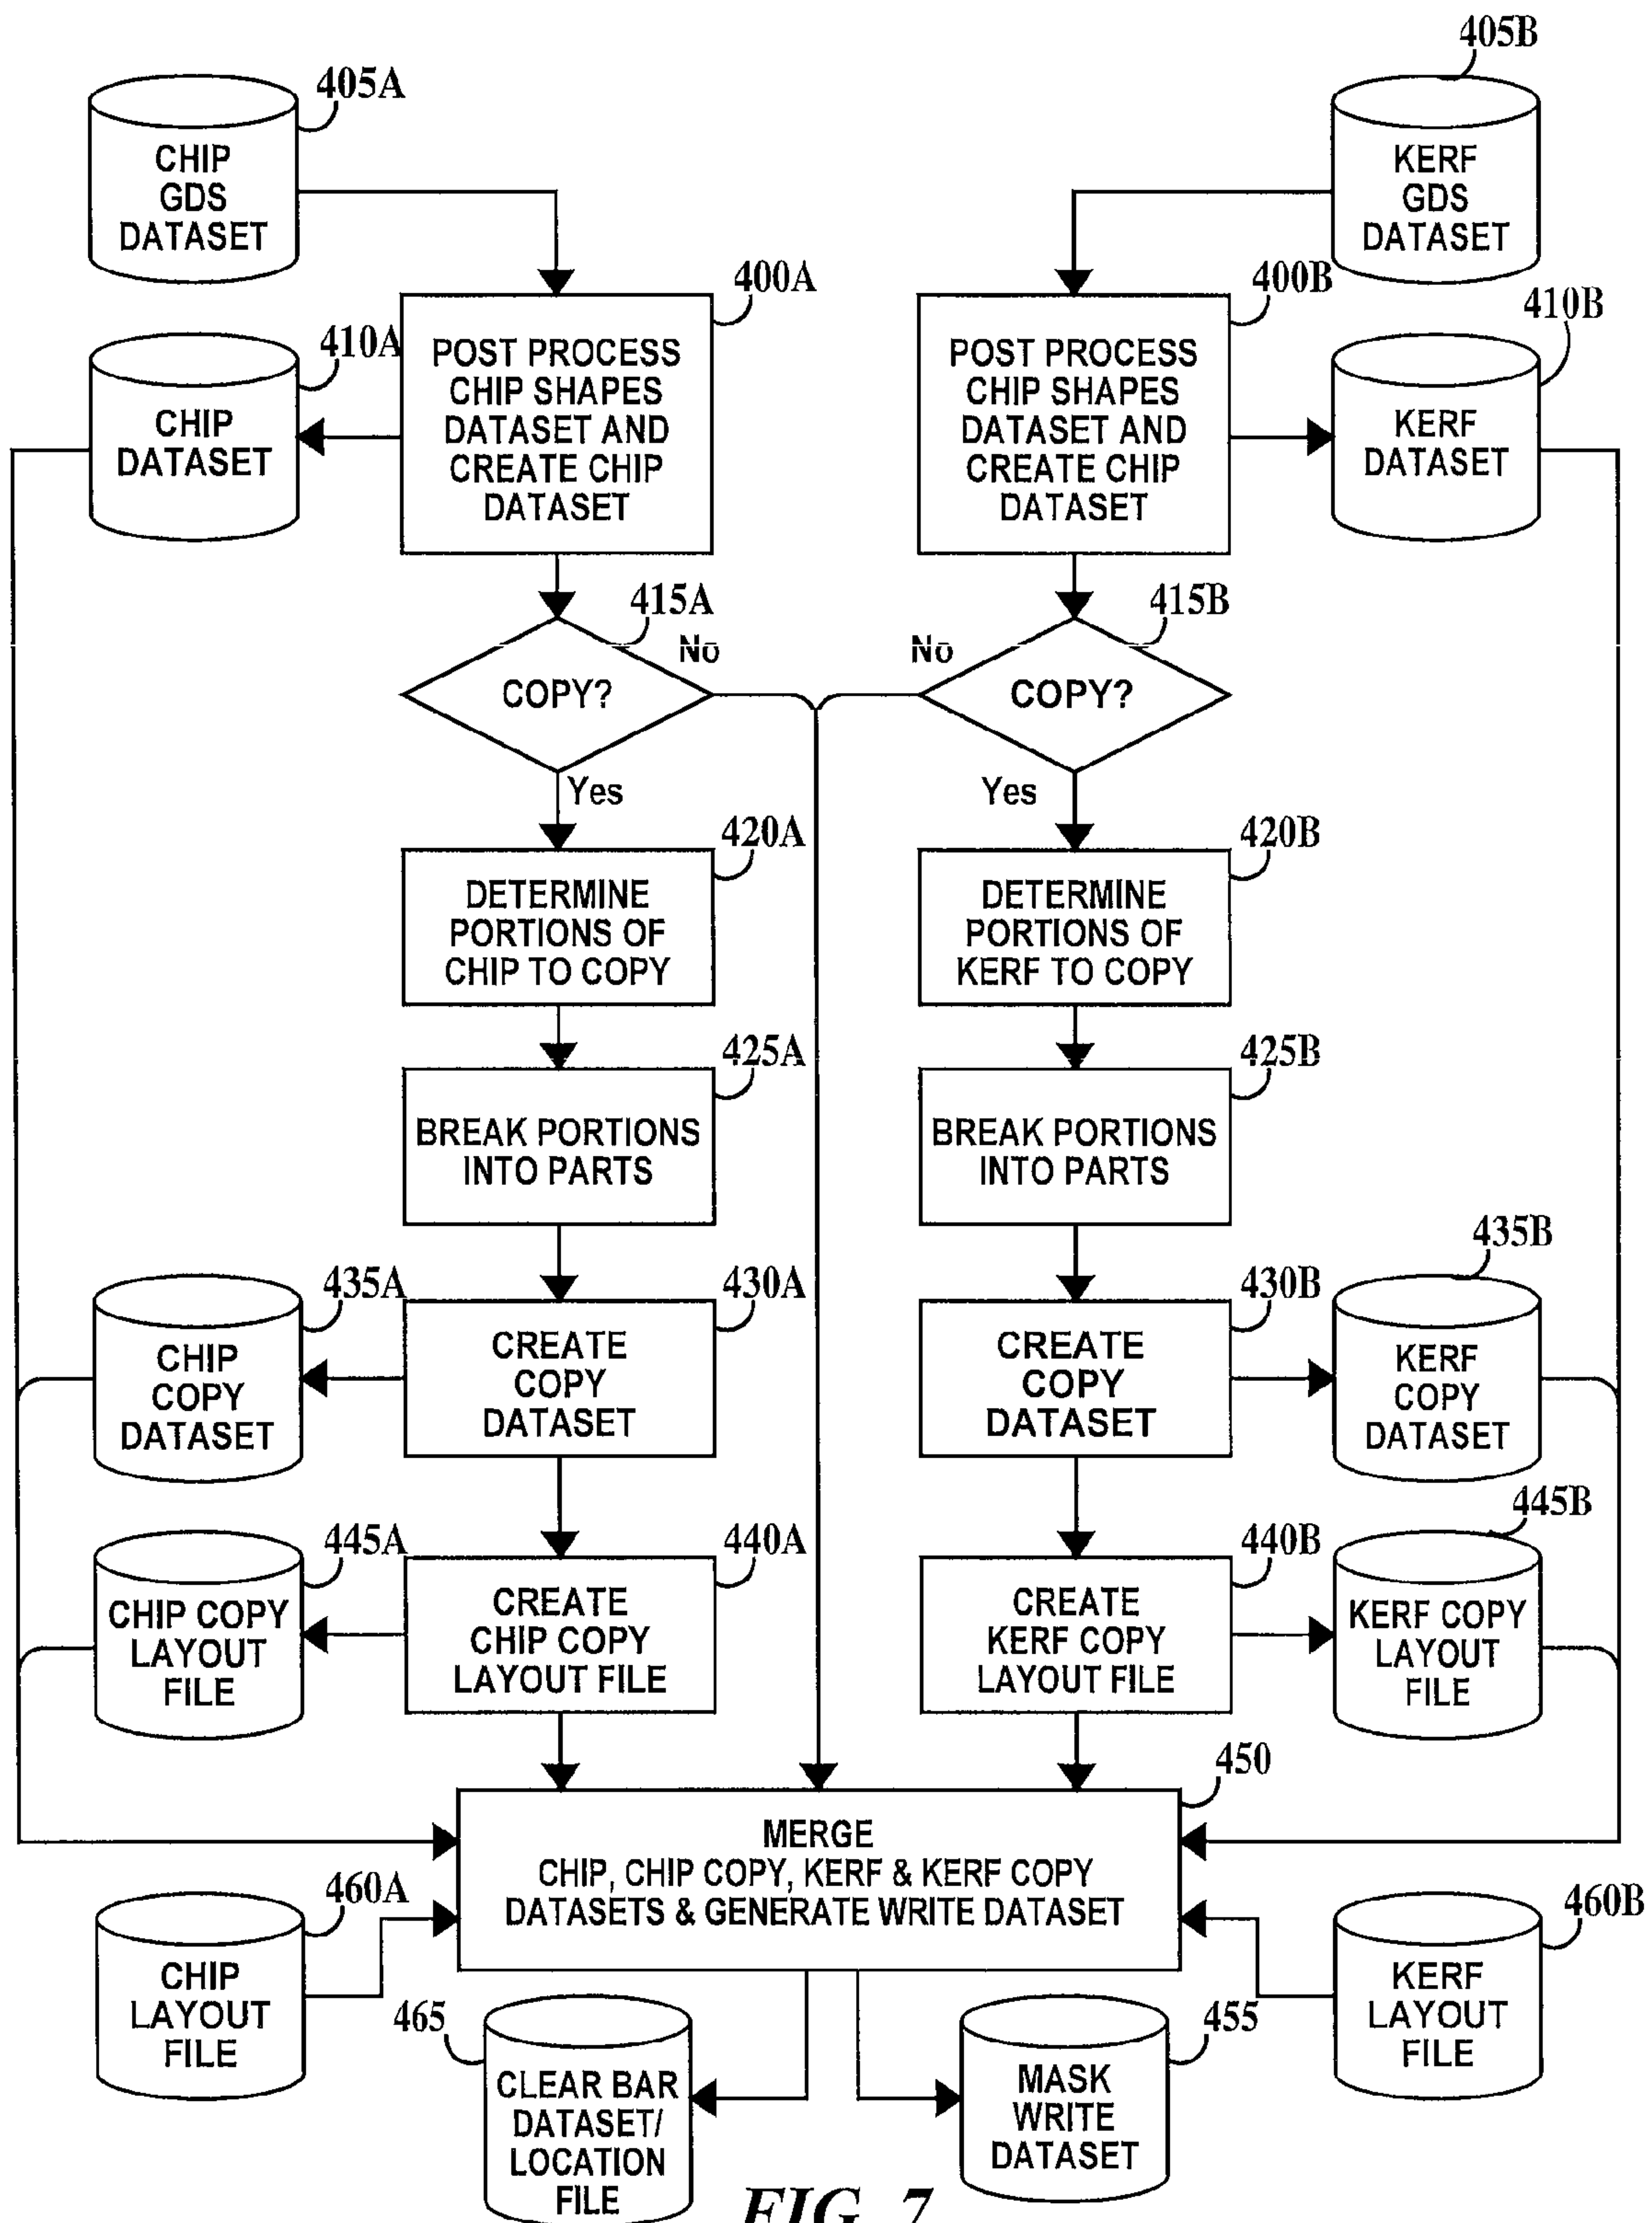 405A
405B
CHIP
GDS
DATASET
KERF
GDS
DATASET
400A
400B
410A
410B
CHIP
DATASET
POST PROCESS
CHIP SHAPES
DATASET AND
CREATE CHIP
DATASET
POST PROCESS
CHIP SHAPES
DATASET AND
CREATE CHIP
DATASET
KERF
DATASET
415A
415B
No
No
COPY?
COPY?
Yes
Yes
420A
420B
DETERMINE
PORTIONS OF
CHIP TO COPY
DETERMINE
PORTIONS OF
KERF TO COPY
425A
425B
BREAK PORTIONS
INTO PARTS
BREAK PORTIONS
INTO PARTS
435A
430A
430B
435B
CHIP
COPY
DATASET
CREATE
COPY
DATASET
CREATE
COPY
DATASET
KERF
COPY
DATASET
445A
440A
440B
445B
CHIP COPY
LAYOUT
FILE
CREATE
CHIP COPY
LAYOUT FILE
CREATE
KERF COPY
LAYOUT FILE
KERF COPY
LAYOUT
FILE
450
MERGE
CHIP, CHIP COPY, KERF & KERF COPY
DATASETS & GENERATE WRITE DATASET
460A
460B
CHIP
LAYOUT
FILE
KERF
LAYOUT
FILE
465
455
CLEAR BAR
DATASET/
LOCATION
FILE
MASK
WRITE
DATASET
FIG. 7